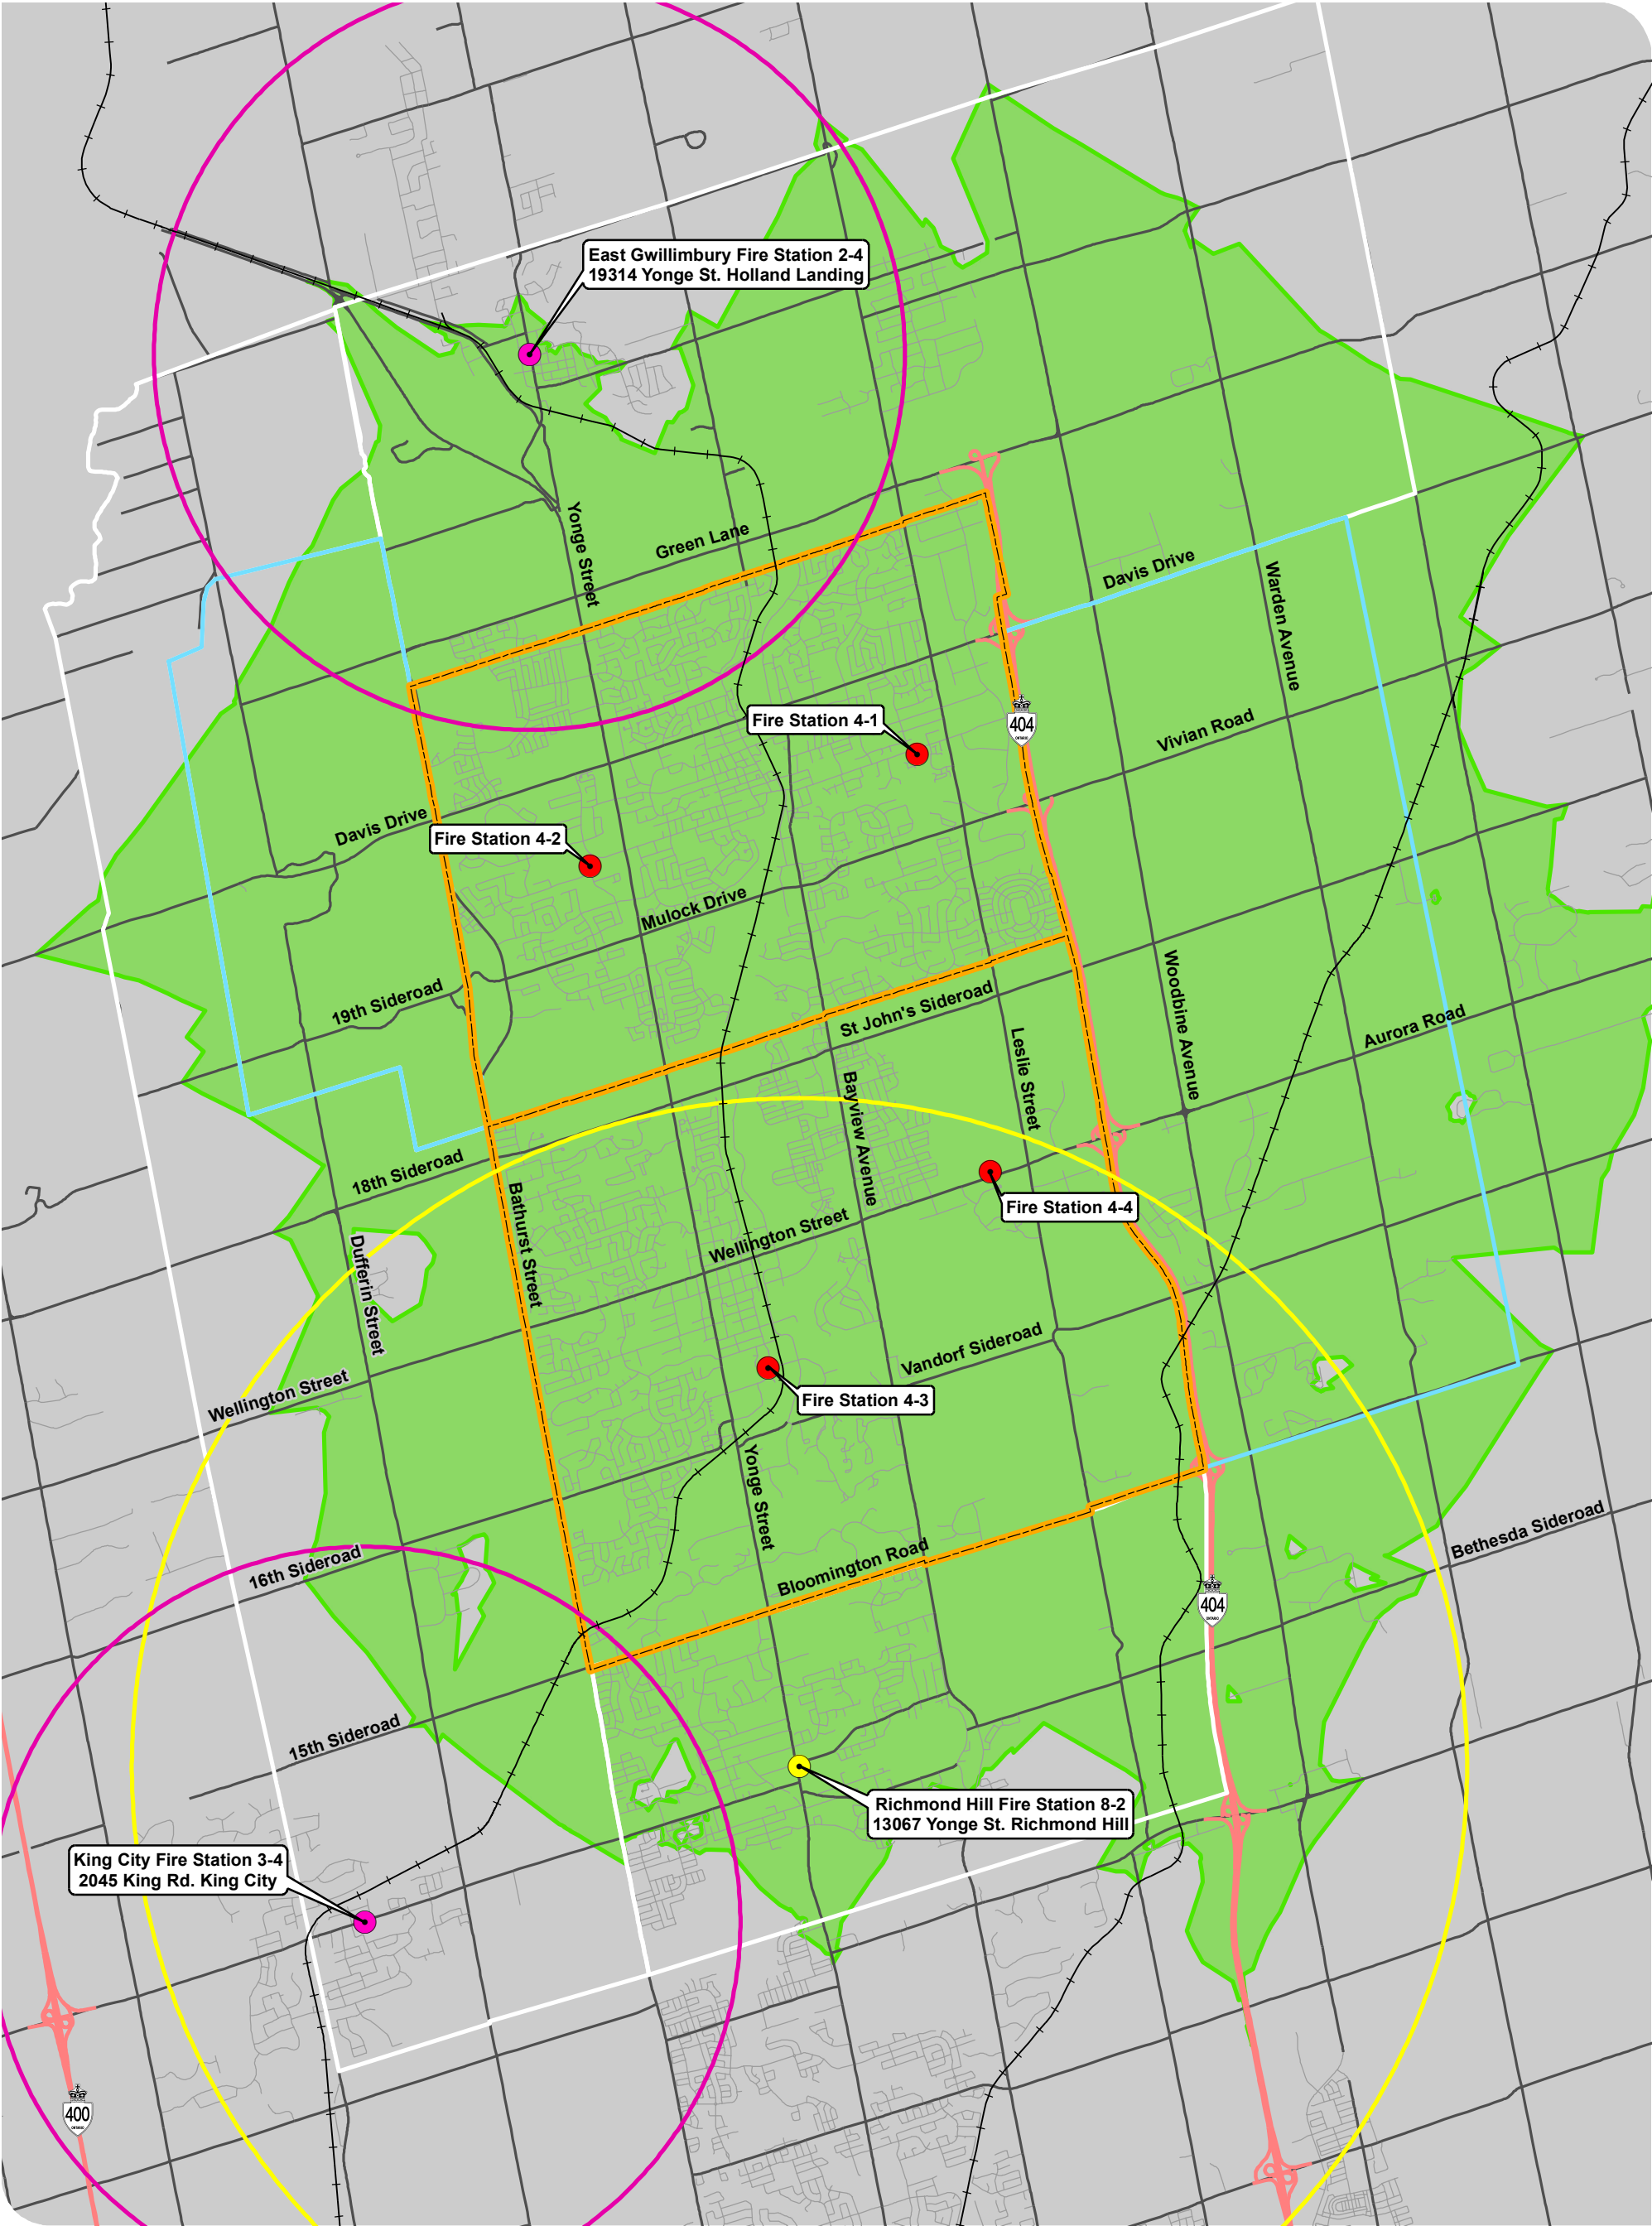 East Gwillimbury Fire Station 2-4
19314 Yonge St. Holland Landing
Yonge Street
Green Lane
Davis Drive
Warden Avenue
Fire Station 4-1
404
ONTARIO
Vivian Road
Davis Drive
Fire Station 4-2
Mulock Drive
19th Sideroad
St John's Sideroad
Woodbine Avenue
Aurora Road
Leslie Street
Bayview Avenue
18th Sideroad
Bathurst Street
Fire Station 4-4
Wellington Street
Dufferin Street
Vandorf Sideroad
Wellington Street
Fire Station 4-3
Yonge Street
Bethesda Sideroad
16th Sideroad
Bloomington Road
404
ONTARIO
15th Sideroad
Richmond Hill Fire Station 8-2
13067 Yonge St. Richmond Hill
King City Fire Station 3-4
2045 King Rd. King City
400
ONTARIO